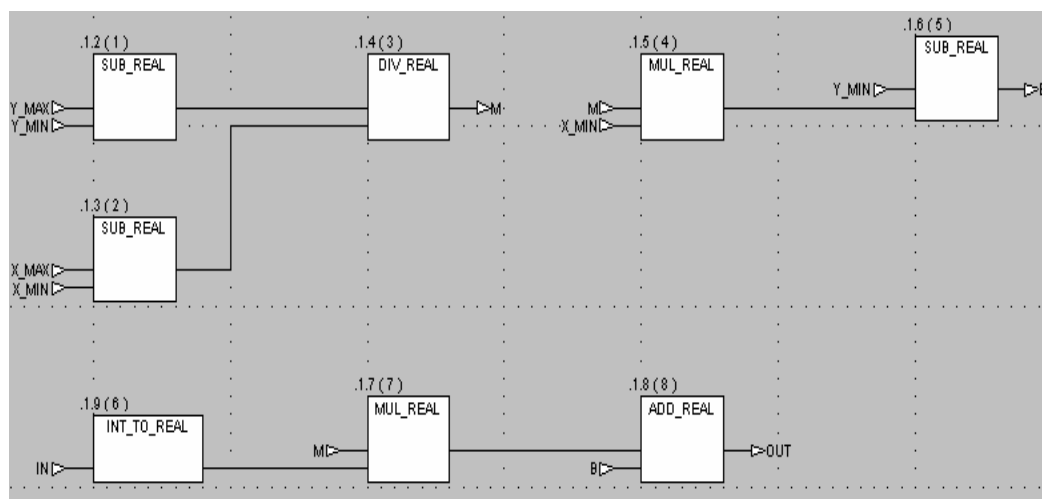 .1.2 ( 1 )
SUB_REAL
Y_MAX
Y_MIN
.1.4 ( 3 )
DIV_REAL
M
.1.5 ( 4 )
MUL_REAL
M
X_MIN
.1.6 ( 5 )
SUB_REAL
Y_MIN
.1.3 ( 2 )
SUB_REAL
X_MAX
X_MIN
.1.9 ( 6 )
INT_TO_REAL
IN
.1.7 ( 7 )
MUL_REAL
M
.1.8 ( 8 )
ADD_REAL
B
OUT